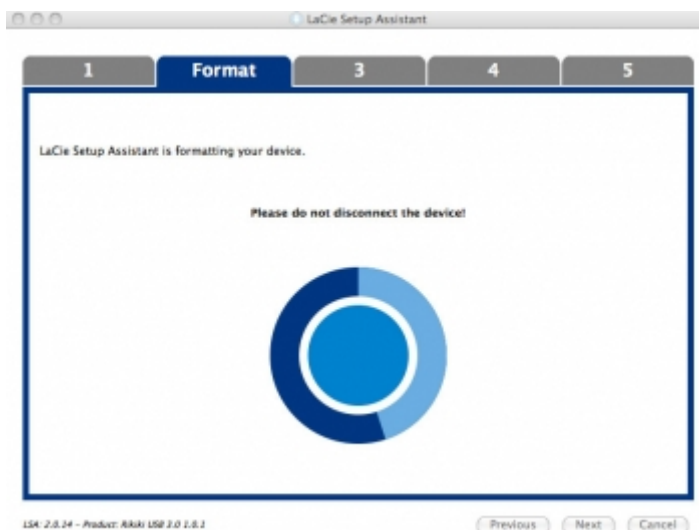 LaCie Setup Assistant
1 Format 3 4 5
LaCie Setup Assistant is formatting your device.
Please do not disconnect the device!
LSA: 2.0.14 - Product: Rikiki USB 3.0 1.0.1 Previous Next Cancel